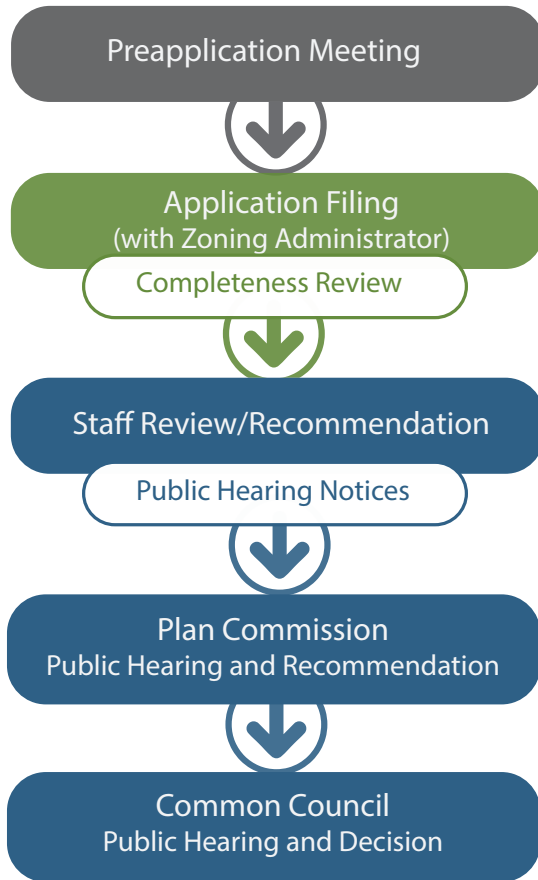 Preapplication Meeting
Application Filing
(with Zoning Administrator)
Completeness Review
Staff Review/Recommendation
Public Hearing Notices
Plan Commission
Public Hearing and Recommendation
Common Council
Public Hearing and Decision